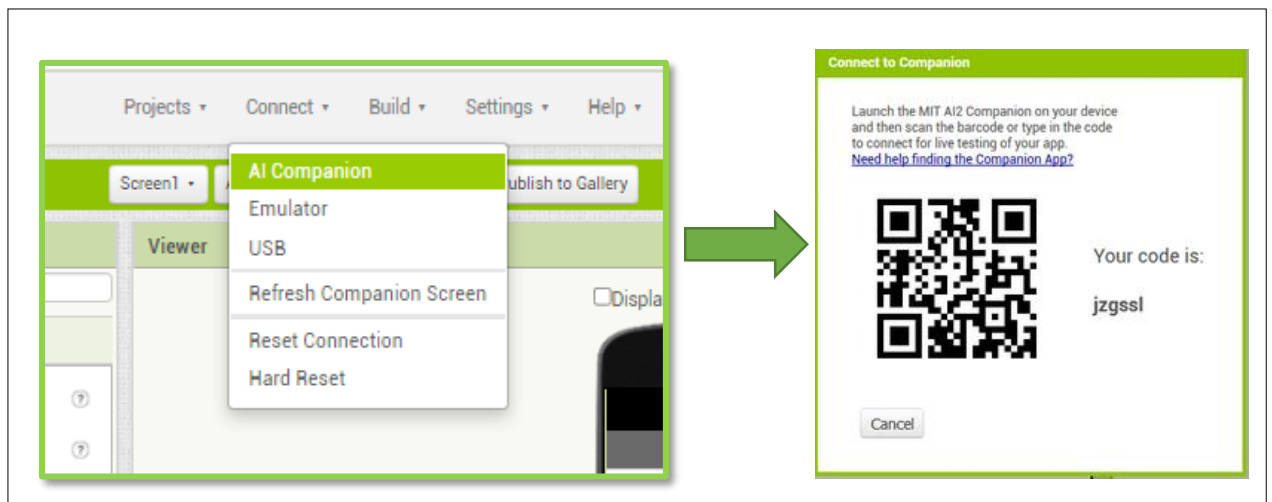 Projects Connect Build Settings Help
Screen1 ublish to Gallery
AI Companion
Emulator
USB
Refresh Companion Screen
Reset Connection
Hard Reset
Viewer
Displa
?
?
Connect to Companion
Launch the MIT AI2 Companion on your device
and then scan the barcode or type in the code
to connect for live testing of your app.
Need help finding the Companion App?
Your code is:
jzgssl
Cancel